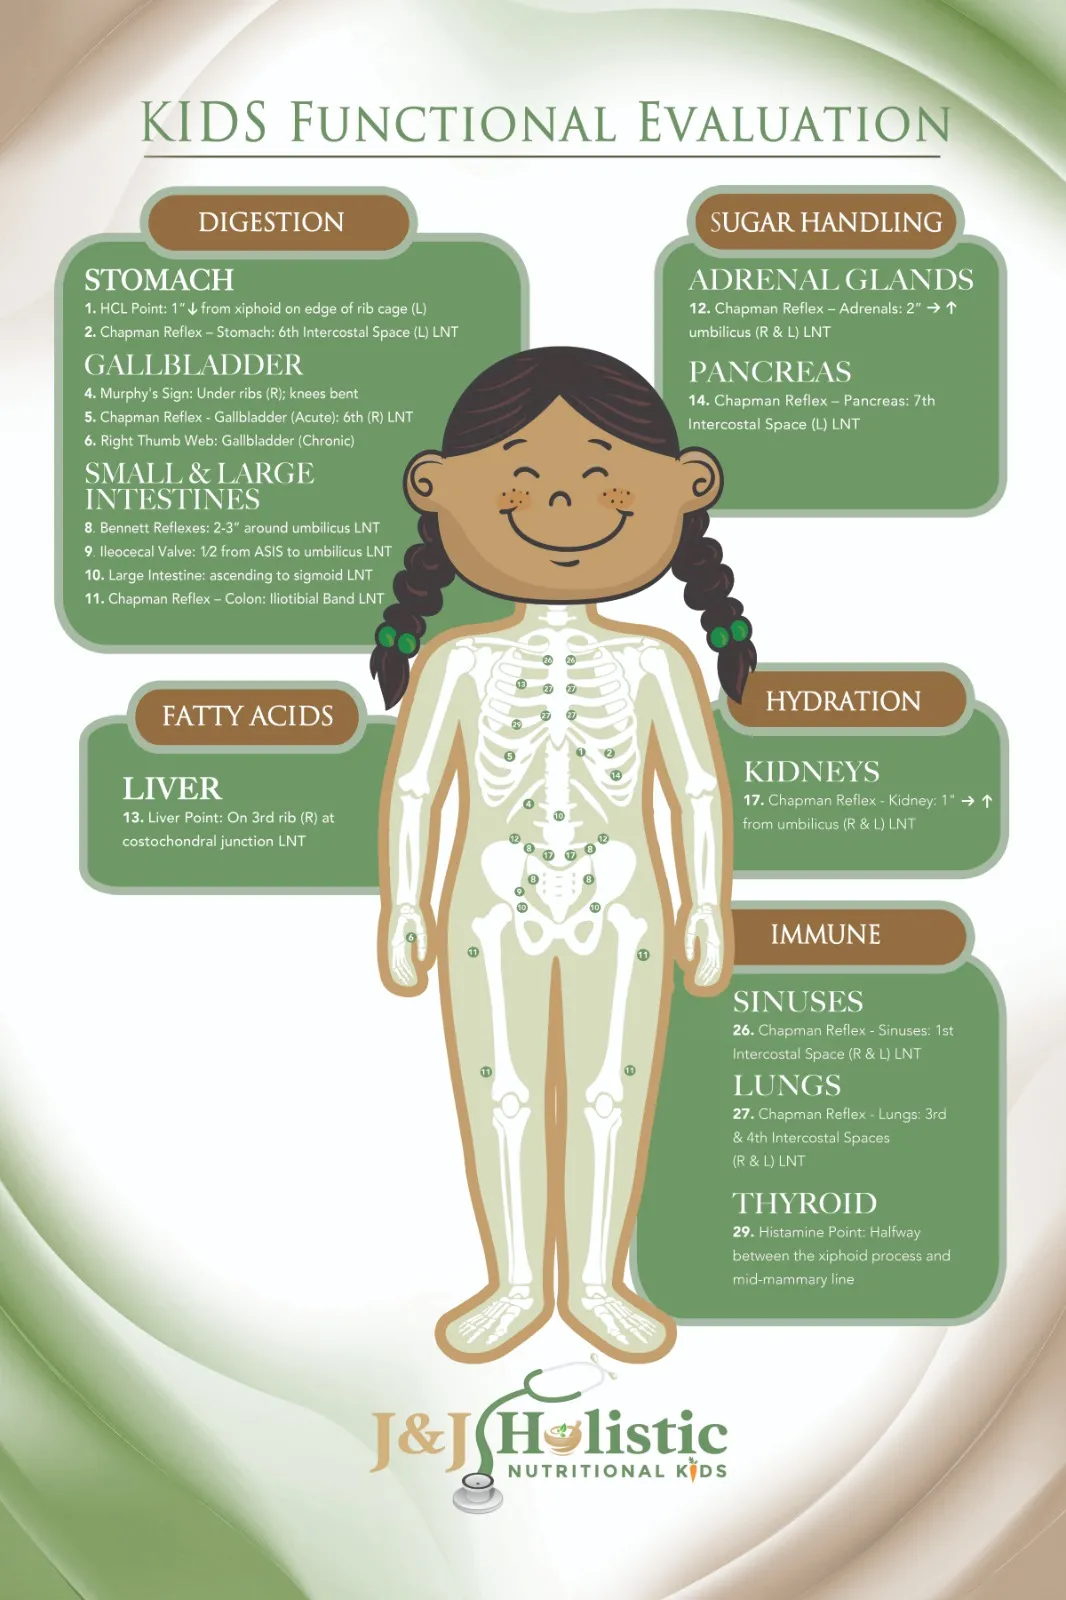 KIDS FUNCTIONAL EVALUATION
DIGESTION
STOMACH
1. HCL Point: 1"↓ from xiphoid on edge of rib cage (L)
2. Chapman Reflex – Stomach: 6th Intercostal Space (L) LNT
GALLBLADDER
4. Murphy's Sign: Under ribs (R); knees bent
5. Chapman Reflex - Gallbladder (Acute): 6th (R) LNT
6. Right Thumb Web: Gallbladder (Chronic)
SMALL & LARGE
INTESTINES
8. Bennett Reflexes: 2-3" around umbilicus LNT
9. Ileocecal Valve: 1/2 from ASIS to umbilicus LNT
10. Large Intestine: ascending to sigmoid LNT
11. Chapman Reflex – Colon: Iliotibial Band LNT
SUGAR HANDLING
ADRENAL GLANDS
12. Chapman Reflex – Adrenals: 2" → ↑
umbilicus (R & L) LNT
PANCREAS
14. Chapman Reflex – Pancreas: 7th
Intercostal Space (L) LNT
FATTY ACIDS
LIVER
13. Liver Point: On 3rd rib (R) at
costochondral junction LNT
HYDRATION
KIDNEYS
17. Chapman Reflex - Kidney: 1" → ↑
from umbilicus (R & L) LNT
IMMUNE
SINUSES
26. Chapman Reflex - Sinuses: 1st
Intercostal Space (R & L) LNT
LUNGS
27. Chapman Reflex - Lungs: 3rd
& 4th Intercostal Spaces
(R & L) LNT
THYROID
29. Histamine Point: Halfway
between the xiphoid process and
mid-mammary line
26 26
13 27 27
29 27 27
5 1 2
14
4
10
12 12
8 17 17 8
8 8
9
10 10
6
11 11
11 11
J&J Holistic
NUTRITIONAL KIDS